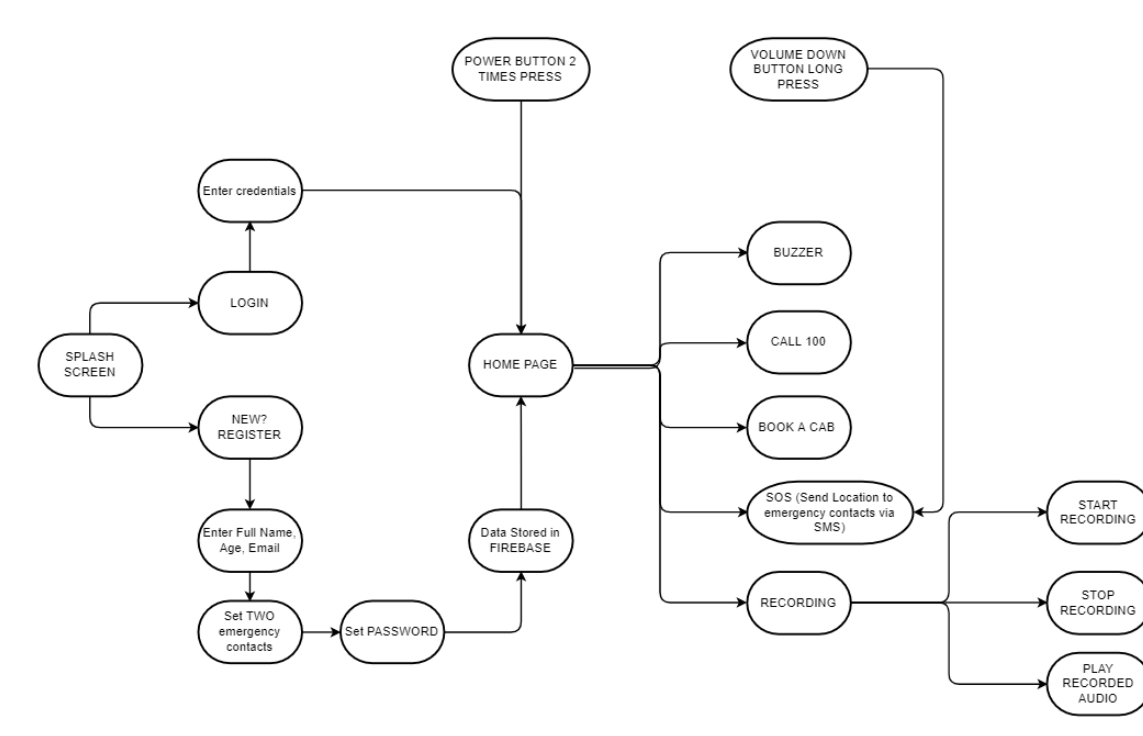 POWER BUTTON 2
TIMES PRESS
VOLUME DOWN
BUTTON LONG
PRESS
Enter credentials
LOGIN
SPLASH
SCREEN
NEW?
REGISTER
Enter Full Name,
Age, Email
Set TWO
emergency
contacts
Set PASSWORD
Data Stored in
FIREBASE
HOME PAGE
BUZZER
CALL 100
BOOK A CAB
SOS (Send Location to
emergency contacts via
SMS)
RECORDING
START
RECORDING
STOP
RECORDING
PLAY
RECORDED
AUDIO